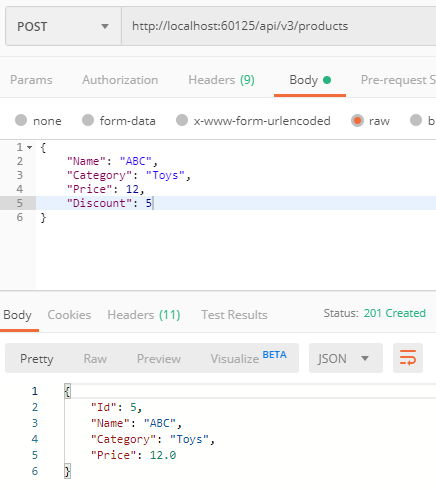 POST http://localhost:60125/api/v3/products
Params Authorization Headers (9) Body Pre-request S
none form-data x-www-form-urlencoded raw b
1 {
2 "Name": "ABC",
3 "Category": "Toys",
4 "Price": 12,
5 "Discount": 5
6 }
Body Cookies Headers (11) Test Results Status: 201 Created
Pretty Raw Preview Visualize BETA JSON
1 {
2 "Id": 5,
3 "Name": "ABC",
4 "Category": "Toys",
5 "Price": 12.0
6 }